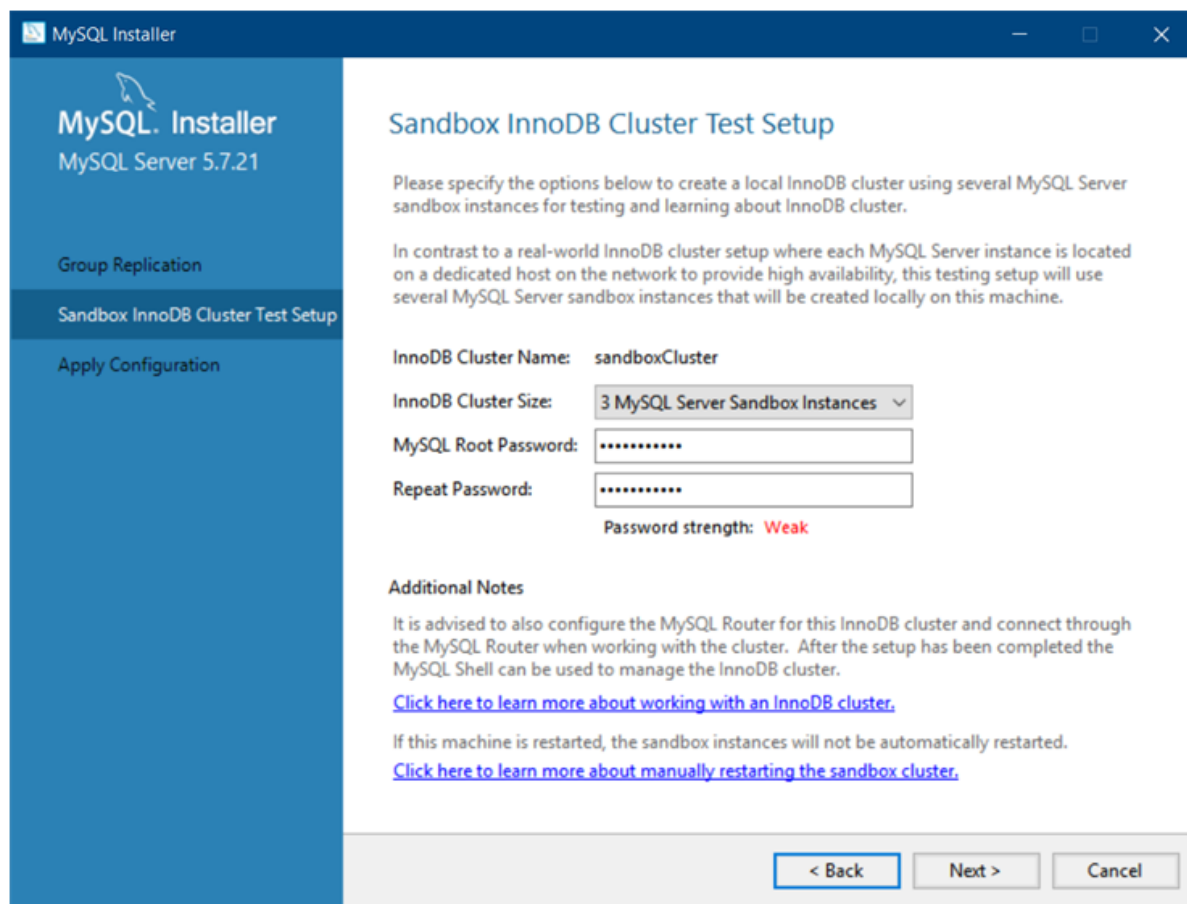 MySQL Installer
MySQL. Installer
MySQL Server 5.7.21
Group Replication
Sandbox InnoDB Cluster Test Setup
Apply Configuration
Sandbox InnoDB Cluster Test Setup
Please specify the options below to create a local InnoDB cluster using several MySQL Server
sandbox instances for testing and learning about InnoDB cluster.
In contrast to a real-world InnoDB cluster setup where each MySQL Server instance is located
on a dedicated host on the network to provide high availability, this testing setup will use
several MySQL Server sandbox instances that will be created locally on this machine.
InnoDB Cluster Name: sandboxCluster
InnoDB Cluster Size: 3 MySQL Server Sandbox Instances
MySQL Root Password: •••••••••••
Repeat Password: •••••••••••
Password strength: Weak
Additional Notes
It is advised to also configure the MySQL Router for this InnoDB cluster and connect through
the MySQL Router when working with the cluster. After the setup has been completed the
MySQL Shell can be used to manage the InnoDB cluster.
Click here to learn more about working with an InnoDB cluster.
If this machine is restarted, the sandbox instances will not be automatically restarted.
Click here to learn more about manually restarting the sandbox cluster.
< Back Next > Cancel